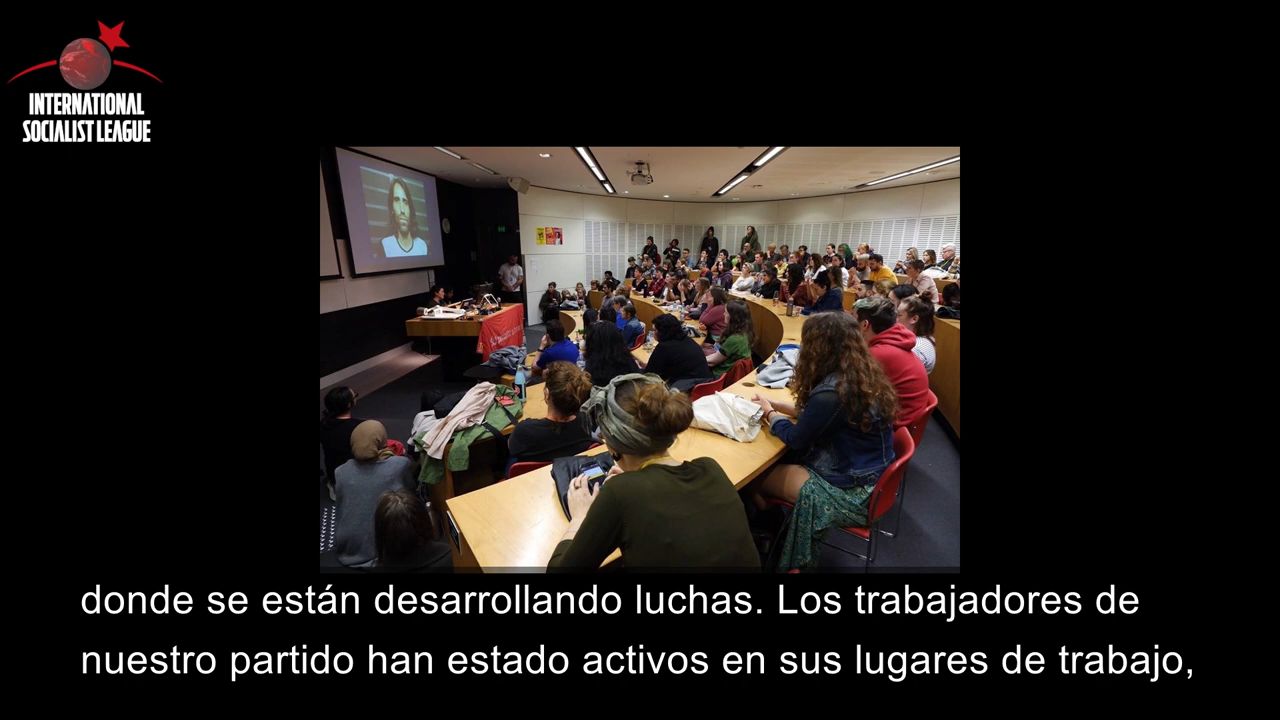 INTERNATIONAL
SOCIALIST LEAGUE
donde se están desarrollando luchas. Los trabajadores de
nuestro partido han estado activos en sus lugares de trabajo,